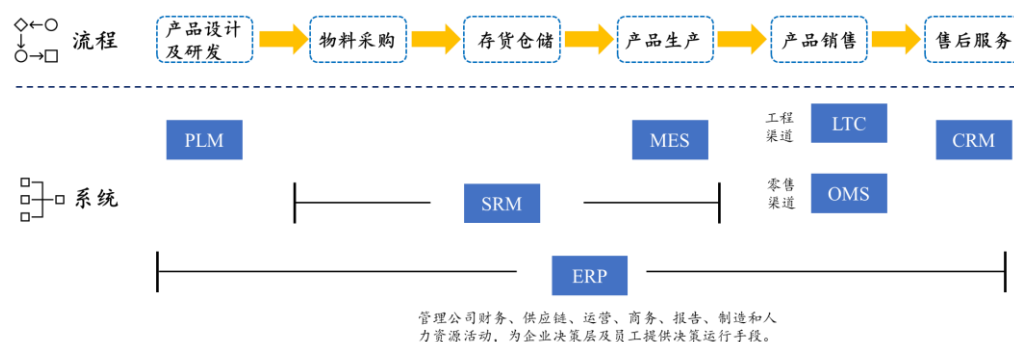 流程
产品设计
及研发
物料采购
存货仓储
产品生产
产品销售
售后服务
PLM
MES
工程
渠道
LTC
CRM
系统
SRM
零售
渠道
OMS
ERP
管理公司财务、供应链、运营、商务、报告、制造和人
力资源活动，为企业决策层及员工提供决策运行手段。